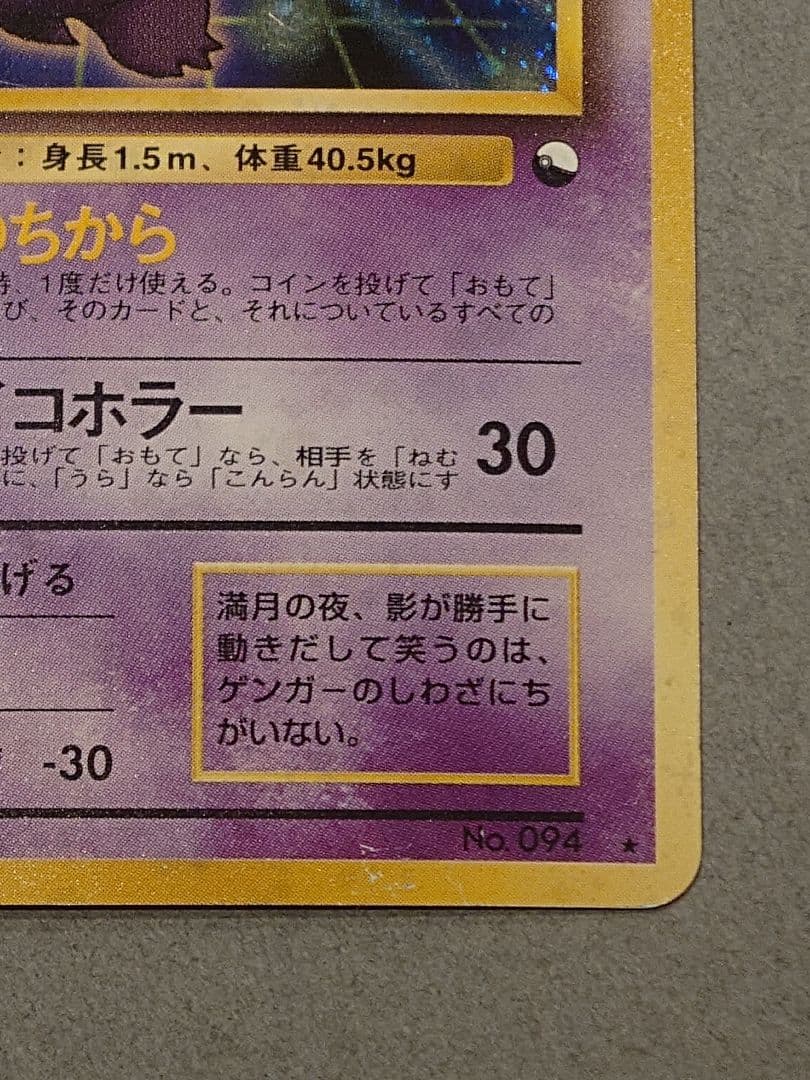 ：身長1.5m、体重40.5kg
ちから
、1度だけ使える。コインを投げて「おもて」
び、そのカードと、それについているすべての
コホラー
30
投げて「おもて」なら、相手を「ねむ
に、「うら」なら「こんらん」状態にす
げる
-30
満月の夜、影が勝手に
動きだして笑うのは、
ゲンガーのしわざにち
がいない。
No. 094 ★